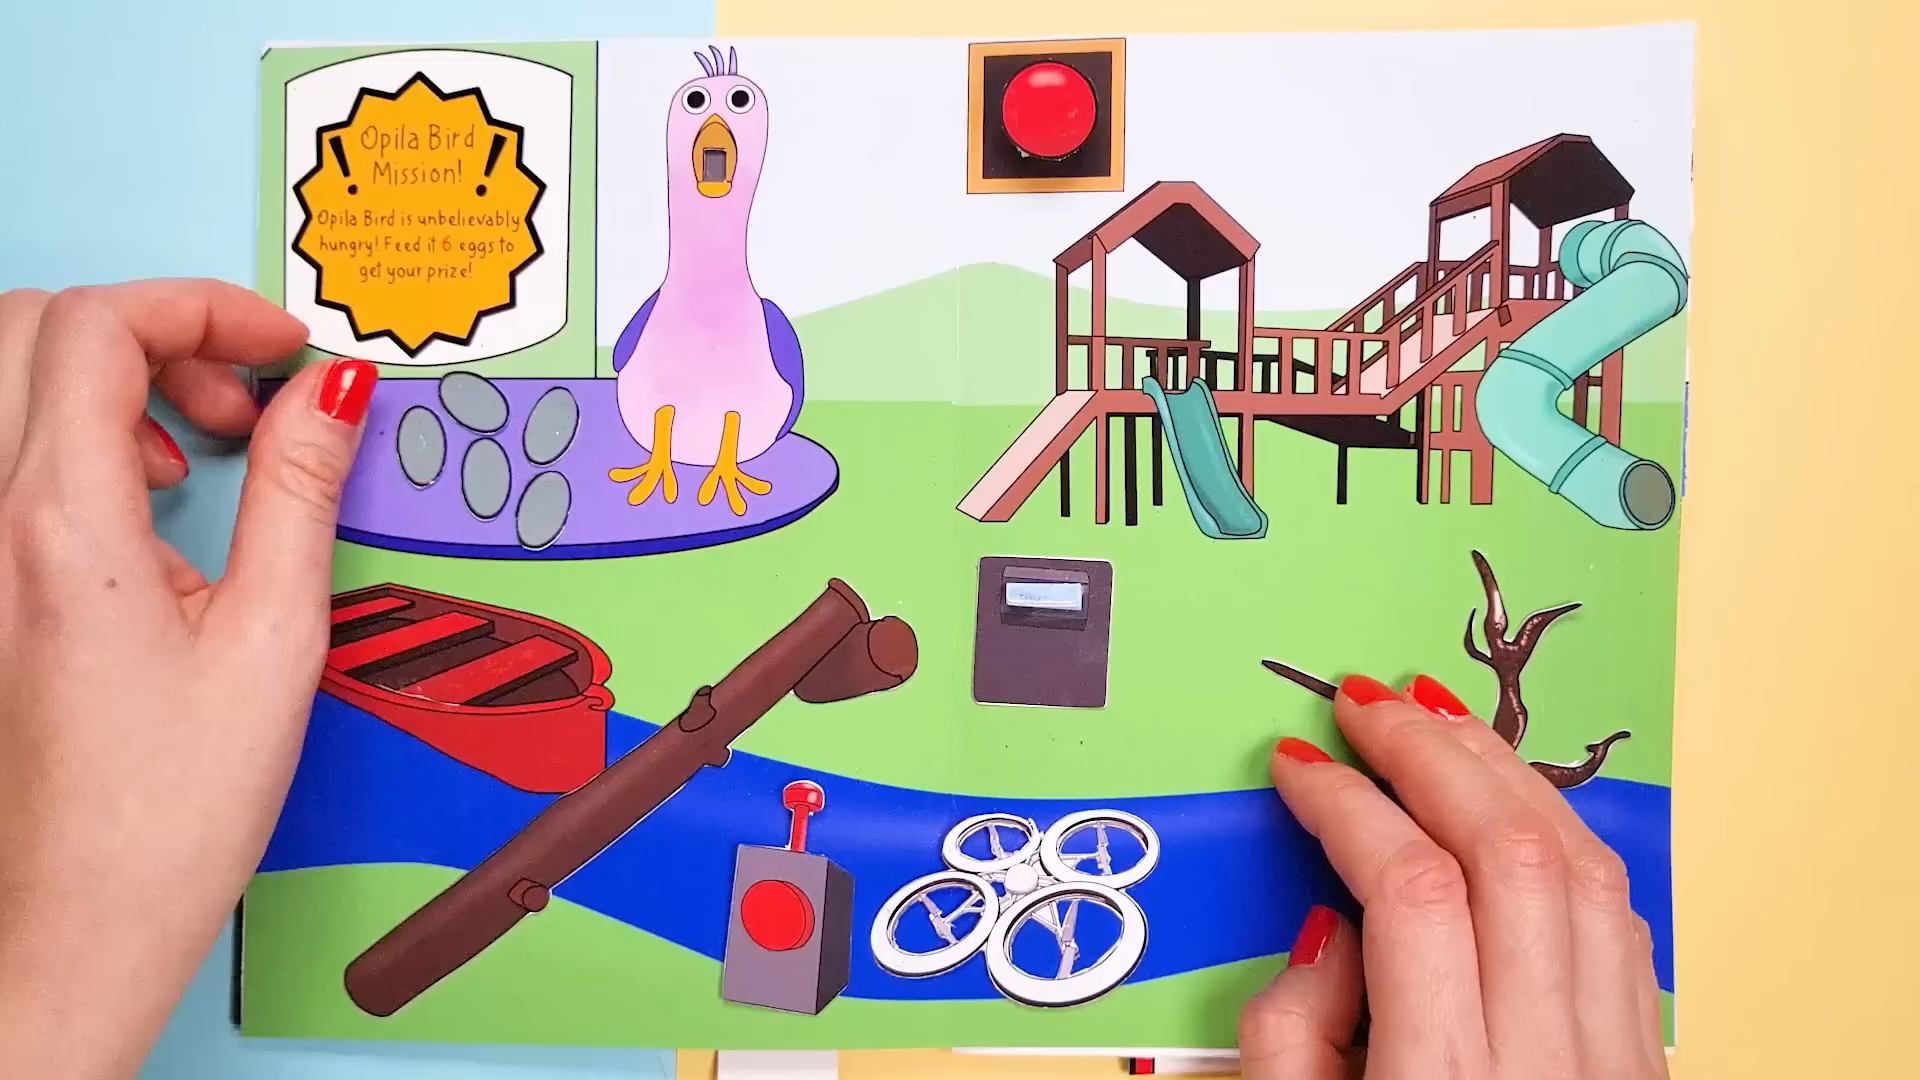 Opila Bird
Mission!
Opila Bird is unbelievably
hungry! Feed it 6 eggs to
get your prize!